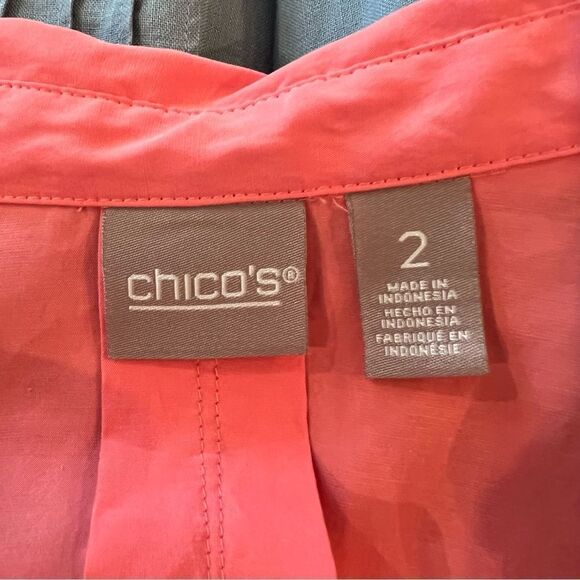 chico's®
2
MADE IN
INDONESIA
HECHO EN
INDONESIA
FABRIQUÉ EN
INDONÉSIE